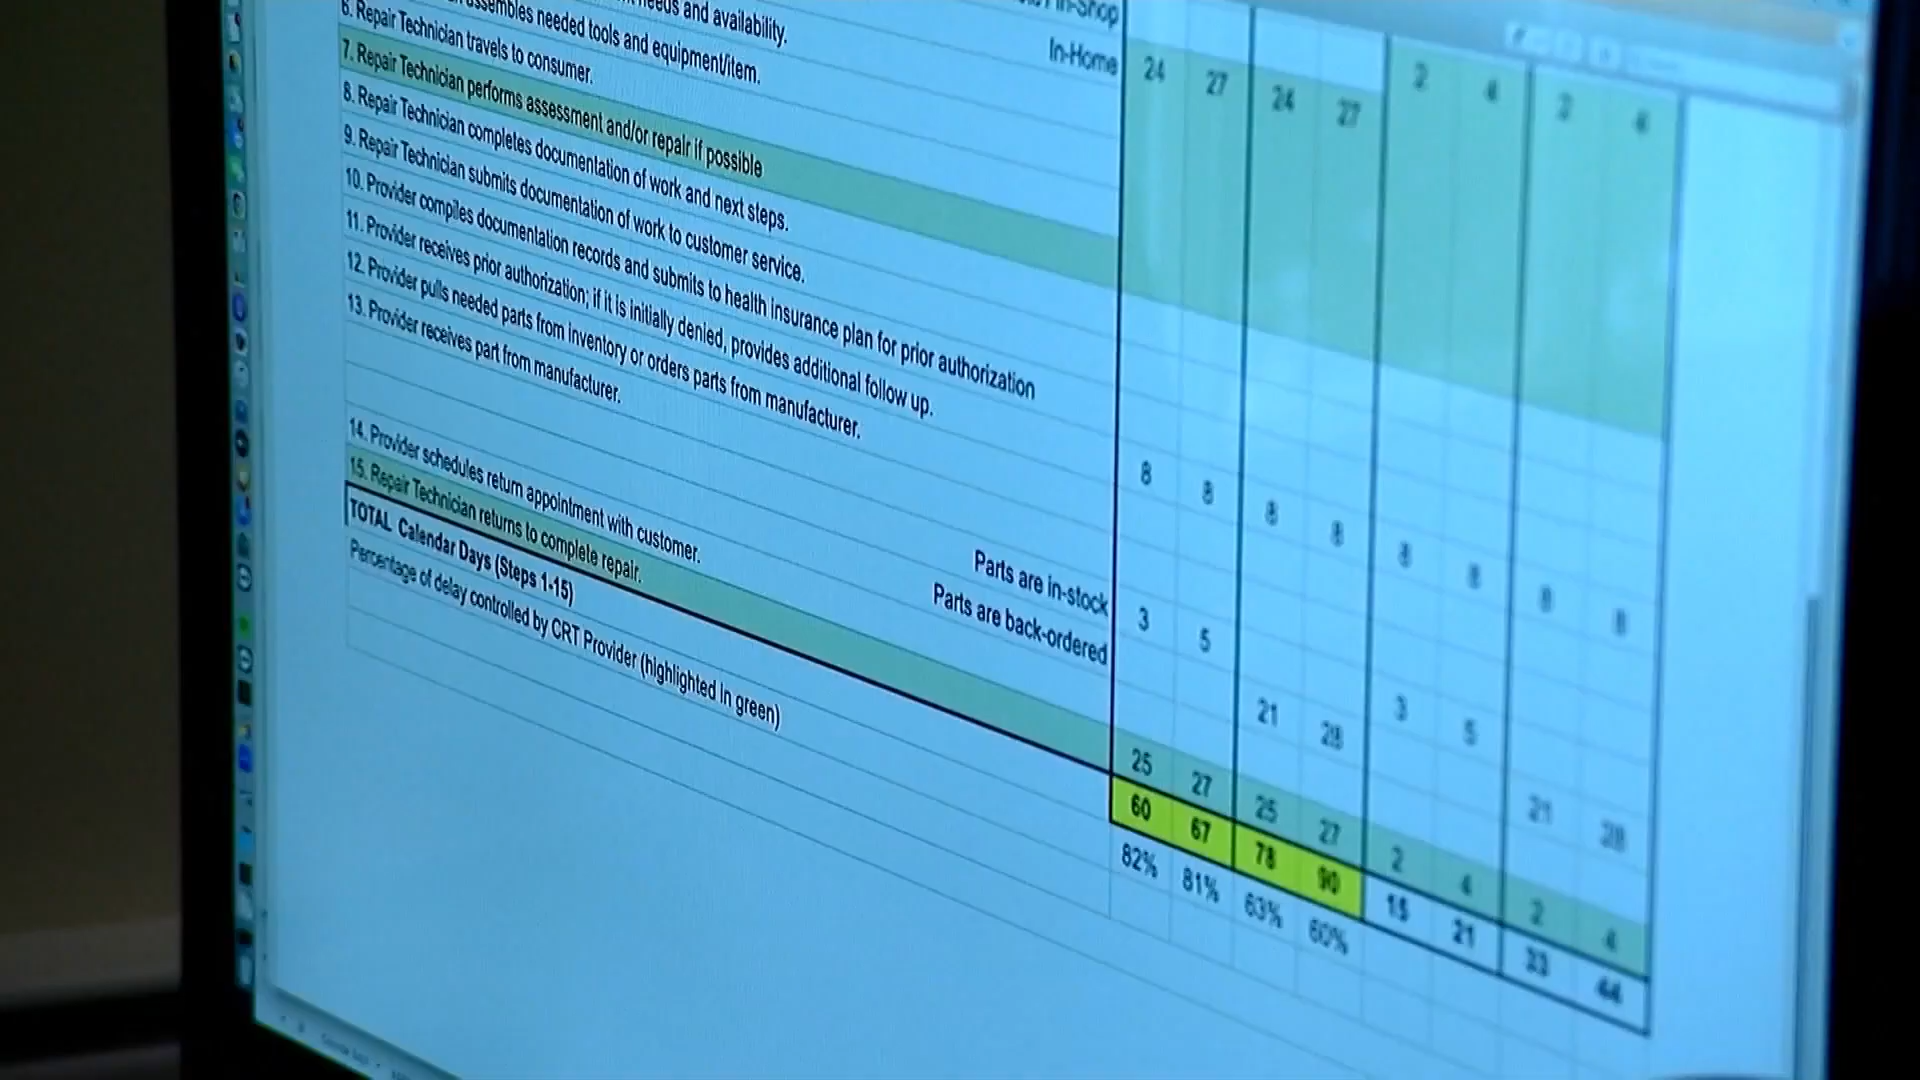 needs and availability.
assembles needed tools and equipment/item.
In-Shop
6. Repair Technician travels to consumer.
In-Home
24 27 24 27 2 4 2 4
7. Repair Technician performs assessment and/or repair if possible
8. Repair Technician completes documentation of work and next steps.
9. Repair Technician submits documentation of work to customer service.
10. Provider compiles documentation records and submits to health insurance plan for prior authorization
11. Provider receives prior authorization; if it is initially denied, provides additional follow up.
8 8 8 8 8 8 8 8
12. Provider pulls needed parts from inventory or orders parts from manufacturer.
13. Provider receives part from manufacturer.
Parts are in-stock
3 5 3 5
Parts are back-ordered
21 28 21 28
14. Provider schedules return appointment with customer.
15. Repair Technician returns to complete repair.
25 27 25 27 2 4 2 4
TOTAL Calendar Days (Steps 1-15)
60 67 78 90 15 21 33 44
Percentage of delay controlled by CRT Provider (highlighted in green)
82% 81% 63% 60%